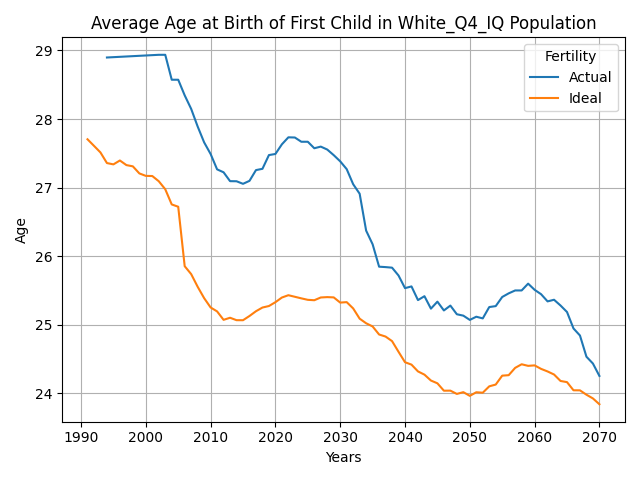 Average Age at Birth of First Child in White_Q4_IQ Population
Fertility
Actual
Ideal
Age
29
28
27
26
25
24
1990 2000 2010 2020 2030 2040 2050 2060 2070
Years